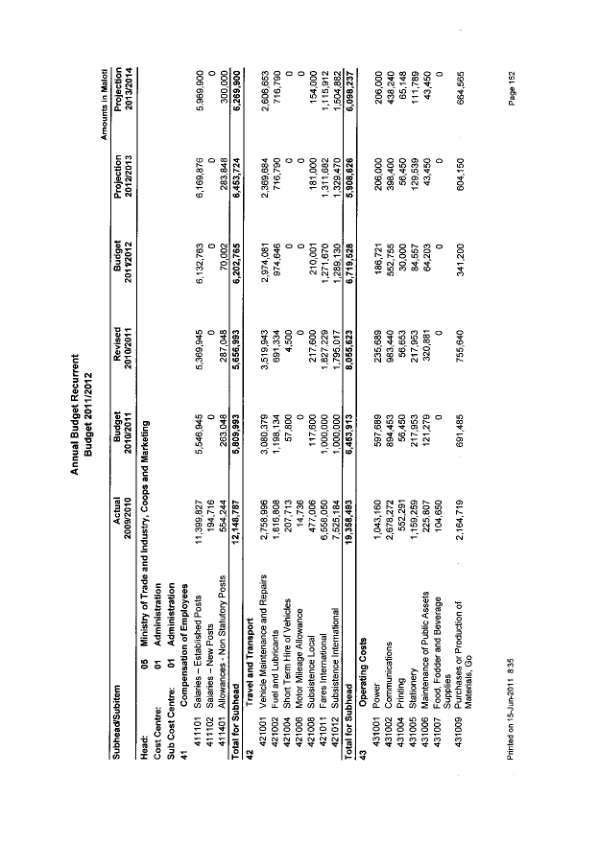 Annual Budget Recurrent
Budget 2011/2012
Amounts in Maloti
Subhead/Subitem Actual 2009/2010 Budget 2010/2011 Revised 2010/2011 Budget 2011/2012 Projection 2012/2013 Projection 2013/2014
Head: 05 Ministry of Trade and Industry, Coops and Marketing
Cost Centre: 01 Administration
Sub Cost Centre: 01 Administration
41 Compensation of Employees
411101 Salaries – Established Posts 11,399,827 5,546,945 5,369,945 6,132,763 6,169,876 5,969,900
411102 Salaries – New Posts 194,716 0 0 0 0 0
411401 Allowances - Non Statutory Posts 554,244 263,048 287,048 70,002 283,848 300,000
Total for Subhead 12,148,787 5,809,993 5,656,993 6,202,765 6,453,724 6,269,900
42 Travel and Transport
421001 Vehicle Maintenance and Repairs 2,758,996 3,080,379 3,519,943 2,974,081 2,369,684 2,606,653
421002 Fuel and Lubricants 1,816,808 1,198,134 691,334 974,646 716,790 716,790
421004 Short Term Hire of Vehicles 207,713 57,800 4,500 0 0 0
421006 Motor Mileage Allowance 14,736 0 0 0 0 0
421008 Subsistence Local 477,006 117,600 217,600 210,001 181,000 154,000
421011 Fares International 6,558,050 1,000,000 1,827,229 1,271,670 1,311,682 1,115,912
421012 Subsistence International 7,525,184 1,000,000 1,795,017 1,289,130 1,329,470 1,504,882
Total for Subhead 19,358,493 6,453,913 8,055,623 6,719,528 5,908,626 6,098,237
43 Operating Costs
431001 Power 1,043,160 597,689 235,689 186,721 206,000 206,000
431002 Communications 2,678,272 894,453 983,440 552,755 398,400 438,240
431004 Printing 552,291 56,450 56,653 30,000 56,450 65,148
431005 Stationery 1,159,259 217,953 217,953 84,557 129,539 111,789
431006 Maintenance of Public Assets 225,807 121,279 320,881 64,203 43,450 43,450
431007 Food, Fodder and Beverage 104,650 0 0 0 0 0
Supplies
431009 Purchases or Production of 2,164,719 691,485 755,640 341,200 604,150 664,565
Materials, Go
Printed on 15-Jun-2011 8:35 Page 152